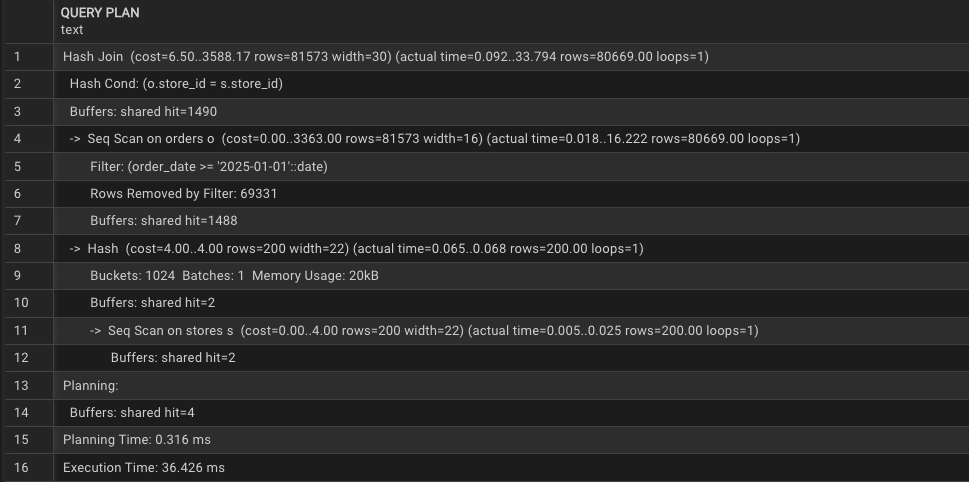 QUERY PLAN
text
1 Hash Join (cost=6.50..3588.17 rows=81573 width=30) (actual time=0.092..33.794 rows=80669.00 loops=1)
2 Hash Cond: (o.store_id = s.store_id)
3 Buffers: shared hit=1490
4 -> Seq Scan on orders o (cost=0.00..3363.00 rows=81573 width=16) (actual time=0.018..16.222 rows=80669.00 loops=1)
5 Filter: (order_date >= '2025-01-01'::date)
6 Rows Removed by Filter: 69331
7 Buffers: shared hit=1488
8 -> Hash (cost=4.00..4.00 rows=200 width=22) (actual time=0.065..0.068 rows=200.00 loops=1)
9 Buckets: 1024 Batches: 1 Memory Usage: 20kB
10 Buffers: shared hit=2
11 -> Seq Scan on stores s (cost=0.00..4.00 rows=200 width=22) (actual time=0.005..0.025 rows=200.00 loops=1)
12 Buffers: shared hit=2
13 Planning:
14 Buffers: shared hit=4
15 Planning Time: 0.316 ms
16 Execution Time: 36.426 ms